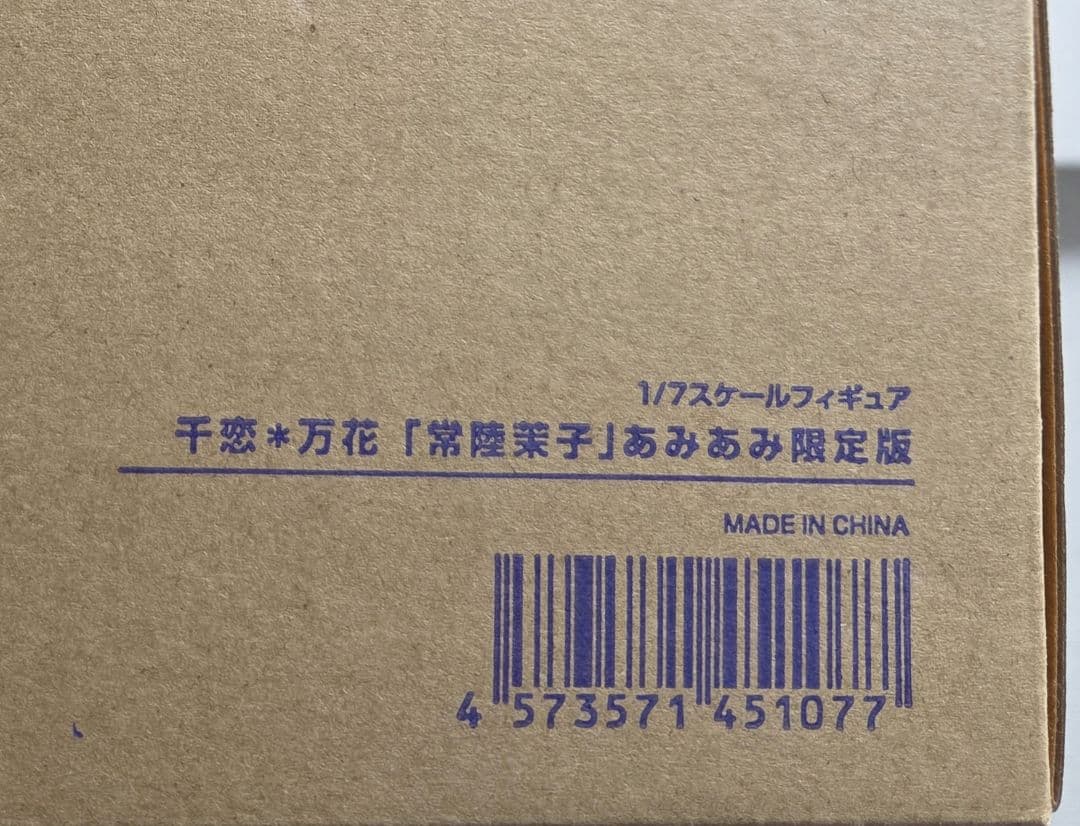 1/7スケールフィギュア
千恋＊万花「常陸茉子」あみあみ限定版
MADE IN CHINA
4 573571 451077